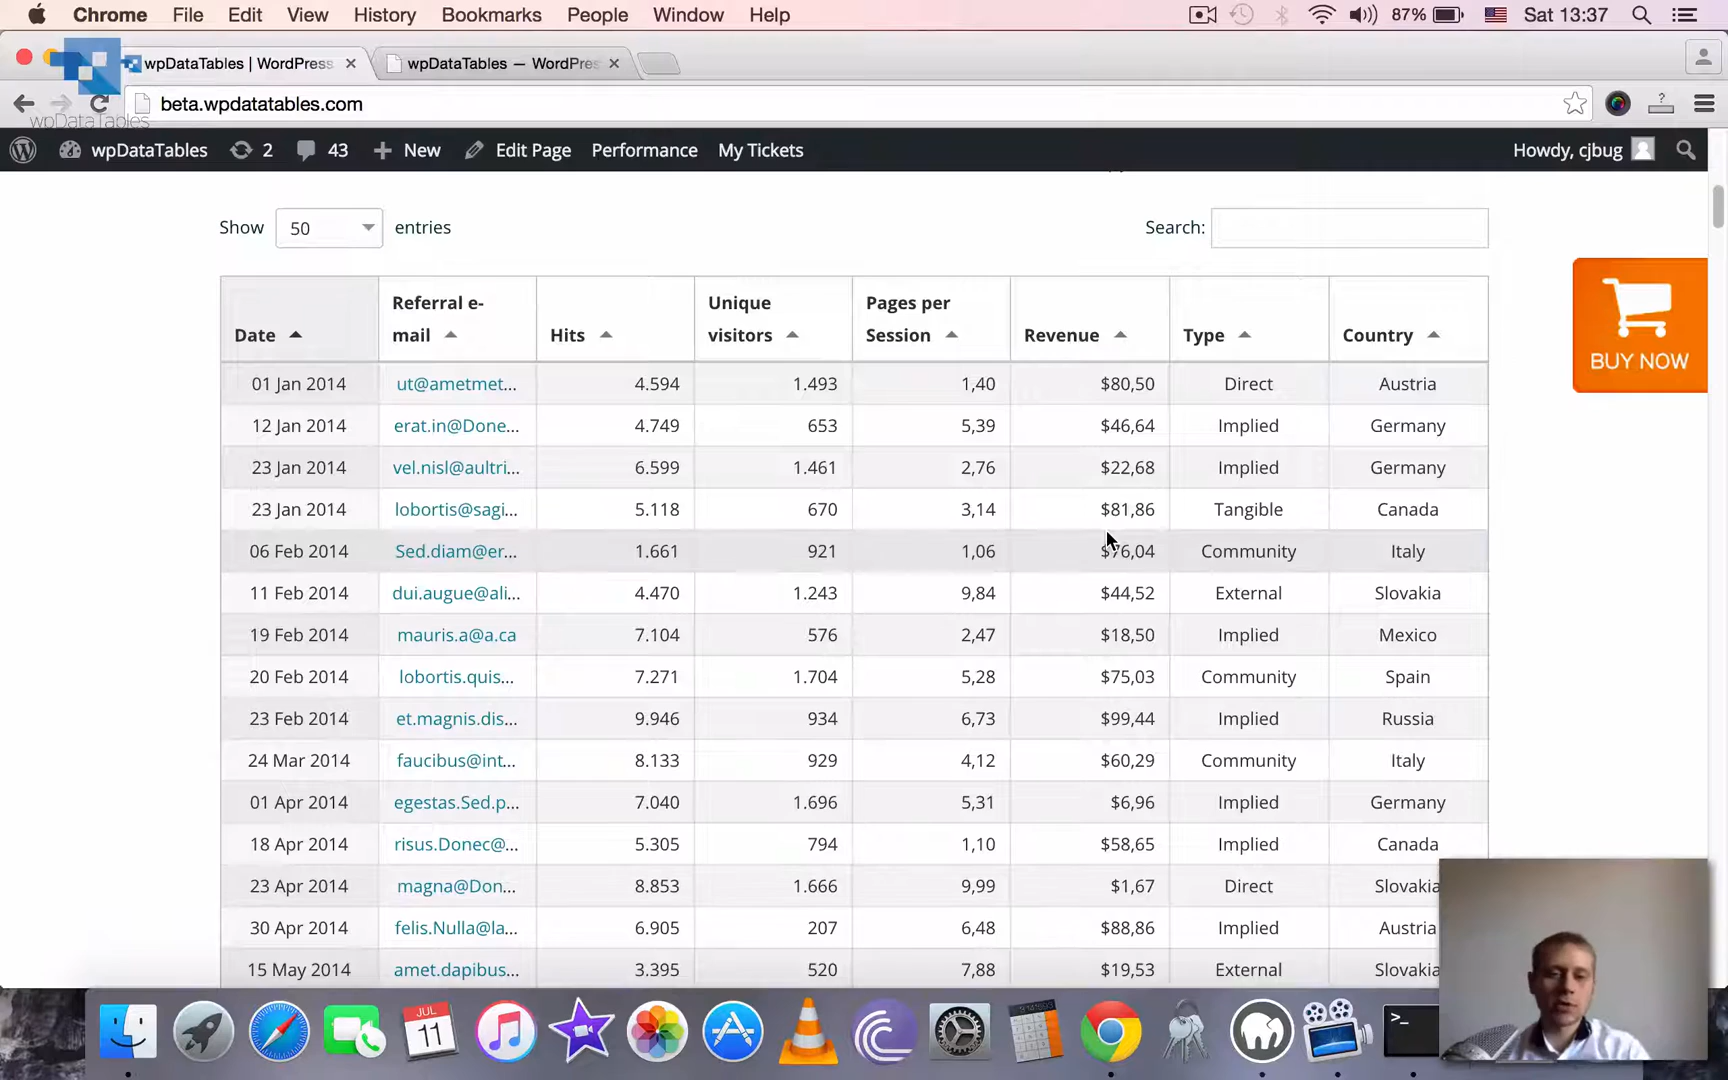 Chrome File Edit View History Bookmarks People Window Help 87% Sat 13:37
wpDataTables | WordPress wpDataTables — WordPres
beta.wpdatatables.com
wpDataTables
wpDataTables 2 43 New Edit Page Performance My Tickets Howdy, cjbug
Show 50 entries Search:
BUY NOW
Date Referral e-mail Hits Unique visitors Pages per Session Revenue Type Country
01 Jan 2014 ut@ametmet... 4.594 1.493 1,40 $80,50 Direct Austria
12 Jan 2014 erat.in@Done... 4.749 653 5,39 $46,64 Implied Germany
23 Jan 2014 vel.nisl@aultri... 6.599 1.461 2,76 $22,68 Implied Germany
23 Jan 2014 lobortis@sagi... 5.118 670 3,14 $81,86 Tangible Canada
06 Feb 2014 Sed.diam@er... 1.661 921 1,06 $76,04 Community Italy
11 Feb 2014 dui.augue@ali... 4.470 1.243 9,84 $44,52 External Slovakia
19 Feb 2014 mauris.a@a.ca 7.104 576 2,47 $18,50 Implied Mexico
20 Feb 2014 lobortis.quis... 7.271 1.704 5,28 $75,03 Community Spain
23 Feb 2014 et.magnis.dis... 9.946 934 6,73 $99,44 Implied Russia
24 Mar 2014 faucibus@int... 8.133 929 4,12 $60,29 Community Italy
01 Apr 2014 egestas.Sed.p... 7.040 1.696 5,31 $6,96 Implied Germany
18 Apr 2014 risus.Donec@... 5.305 794 1,10 $58,65 Implied Canada
23 Apr 2014 magna@Don... 8.853 1.666 9,99 $1,67 Direct Slovakia
30 Apr 2014 felis.Nulla@la... 6.905 207 6,48 $88,86 Implied Austria
15 May 2014 amet.dapibus... 3.395 520 7,88 $19,53 External Slovakia
JUL
11